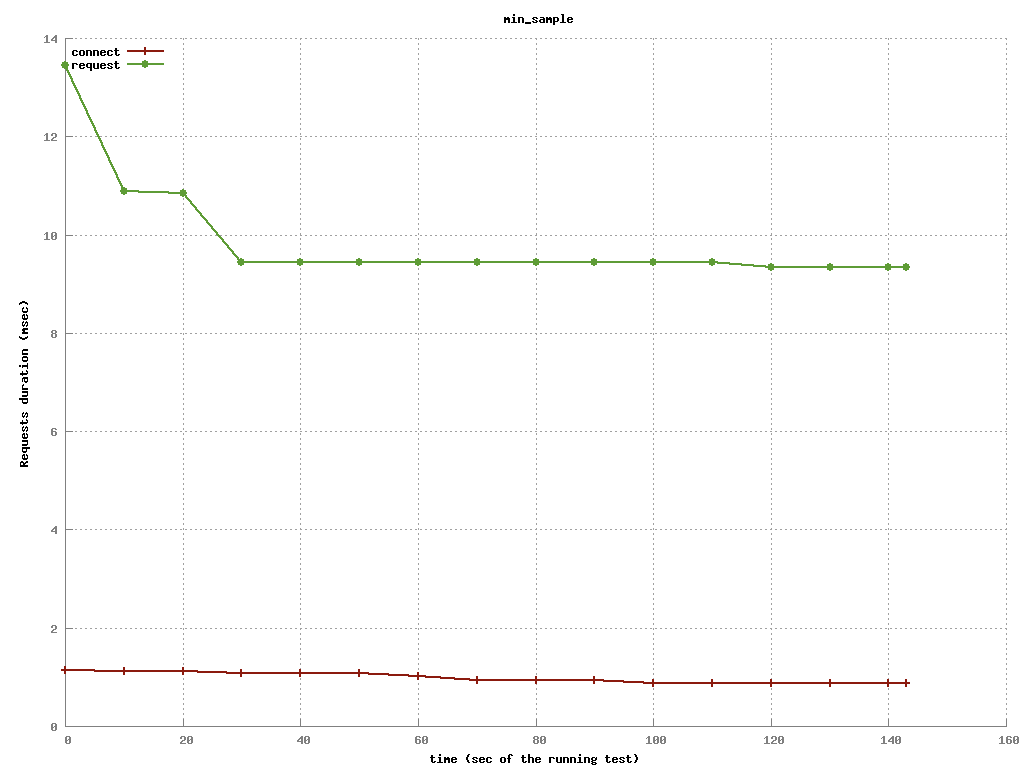 min_sample
connect
request
14
12
10
8
6
4
2
0
Requests duration (msec)
0 20 40 60 80 100 120 140 160
time (sec of the running test)